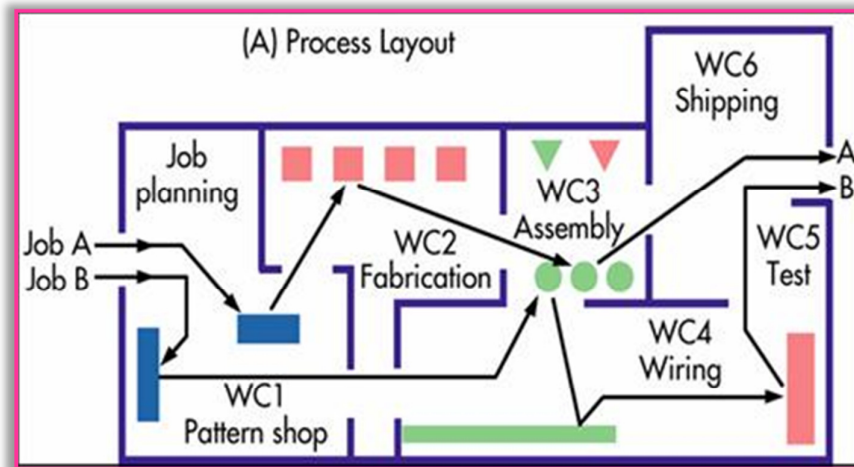 (A) Process Layout
WC6
Shipping
Job
planning
A
B
WC3
Assembly
Job A
Job B
WC2
Fabrication
WC5
Test
WC4
Wiring
WC1
Pattern shop